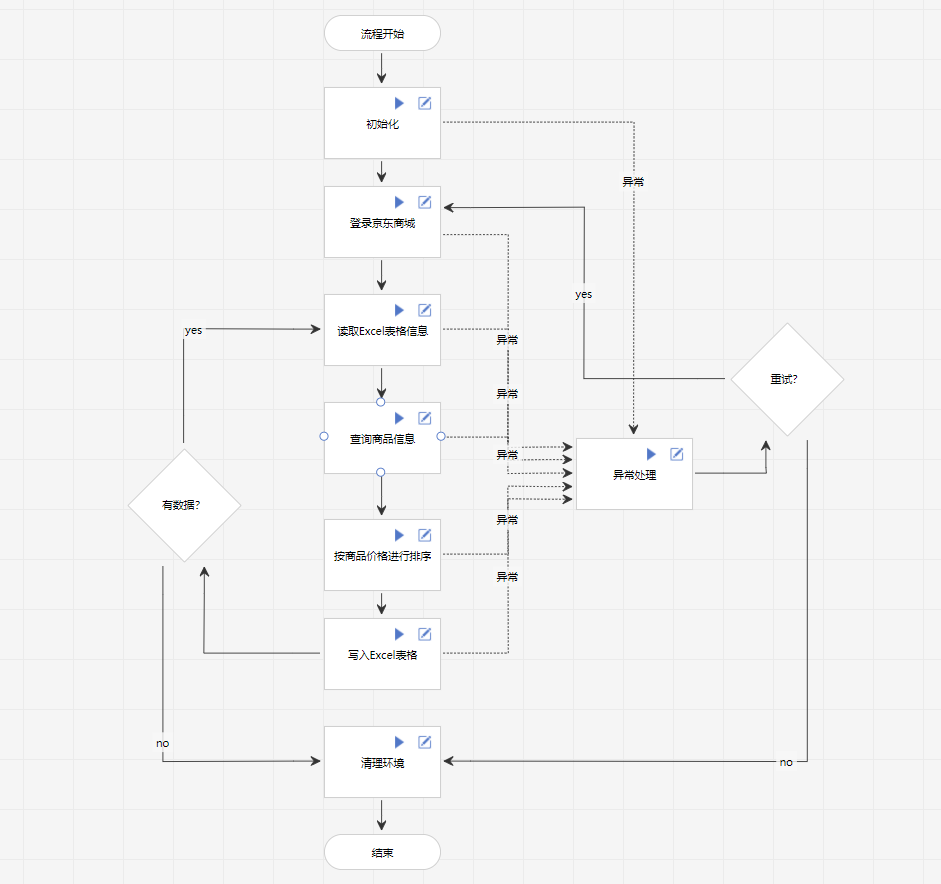 流程开始
初始化
异常
登录京东商城
yes
读取Excel表格信息
yes
异常
重试?
异常
查询商品信息
异常
异常处理
有数据?
异常
按商品价格进行排序
异常
写入Excel表格
no
清理环境
no
结束